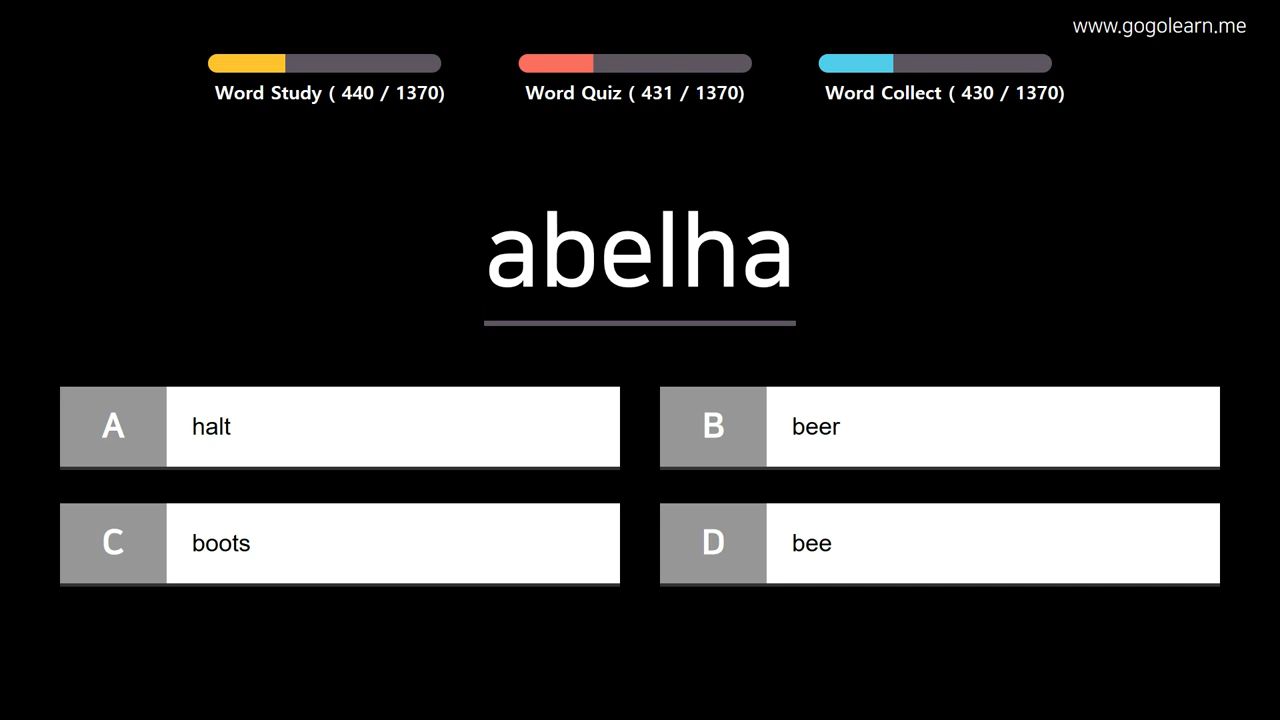 www.gogolearn.me
Word Study ( 440 / 1370)
Word Quiz ( 431 / 1370)
Word Collect ( 430 / 1370)
abelha
A halt
B beer
C boots
D bee